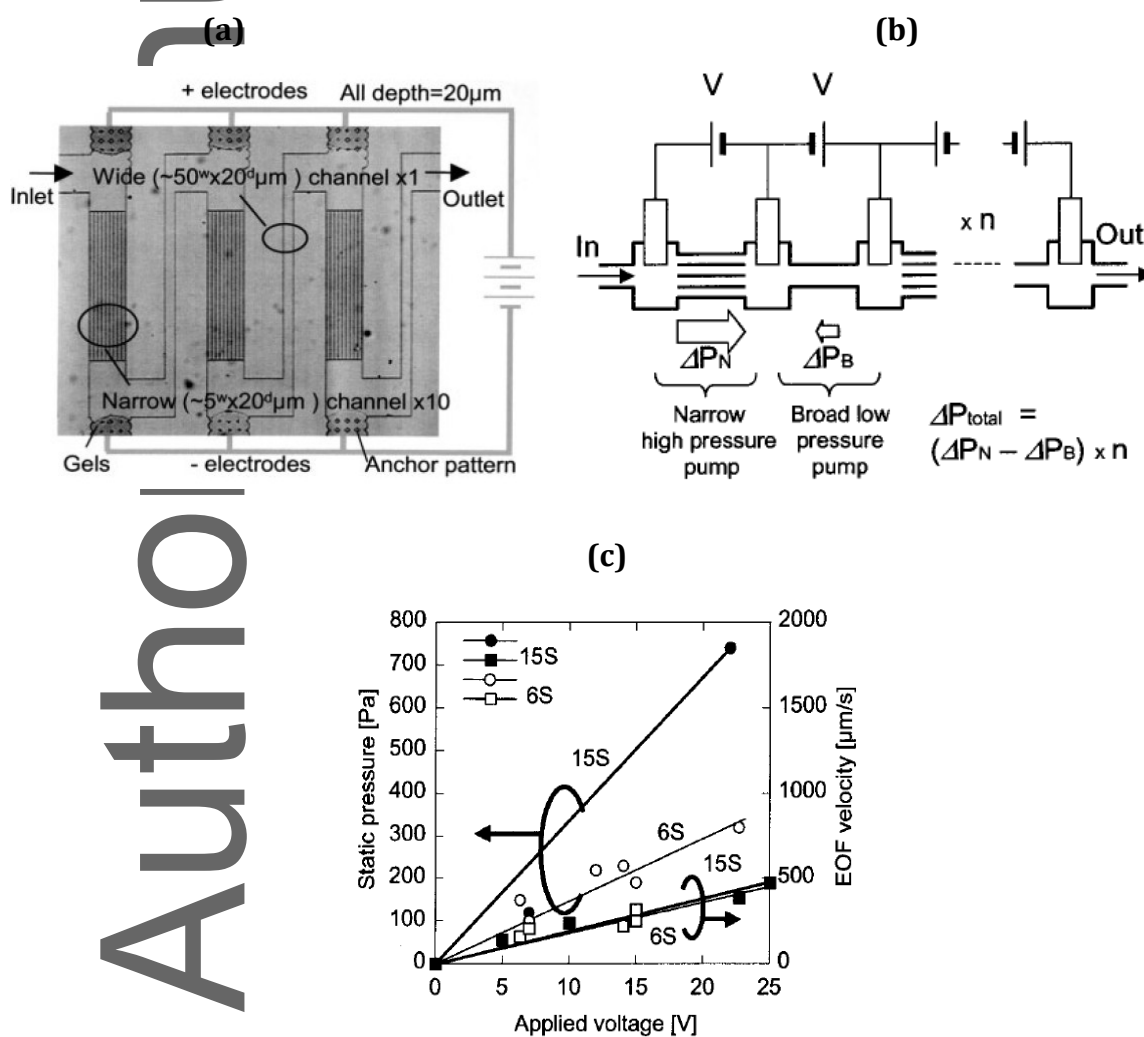 (a)
+ electrodes All depth=20µm
Wide (~50ʷx20ᵈµm ) channel x1
Inlet
Outlet
Narrow (~5ʷx20ᵈµm ) channel x10
Gels - electrodes Anchor pattern
(b)
V V
x n
In Out
ΔPN ΔPB
Narrow
high pressure
pump
Broad low
pressure
pump
ΔPtotal =
(ΔPN − ΔPB) x n
(c)
800
700
600
500
400
300
200
100
0
Static pressure [Pa]
15S
6S
15S
6S
15S
6S
2000
1500
1000
500
0
EOF velocity [µm/s]
0 5 10 15 20 25
Applied voltage [V]
Autho